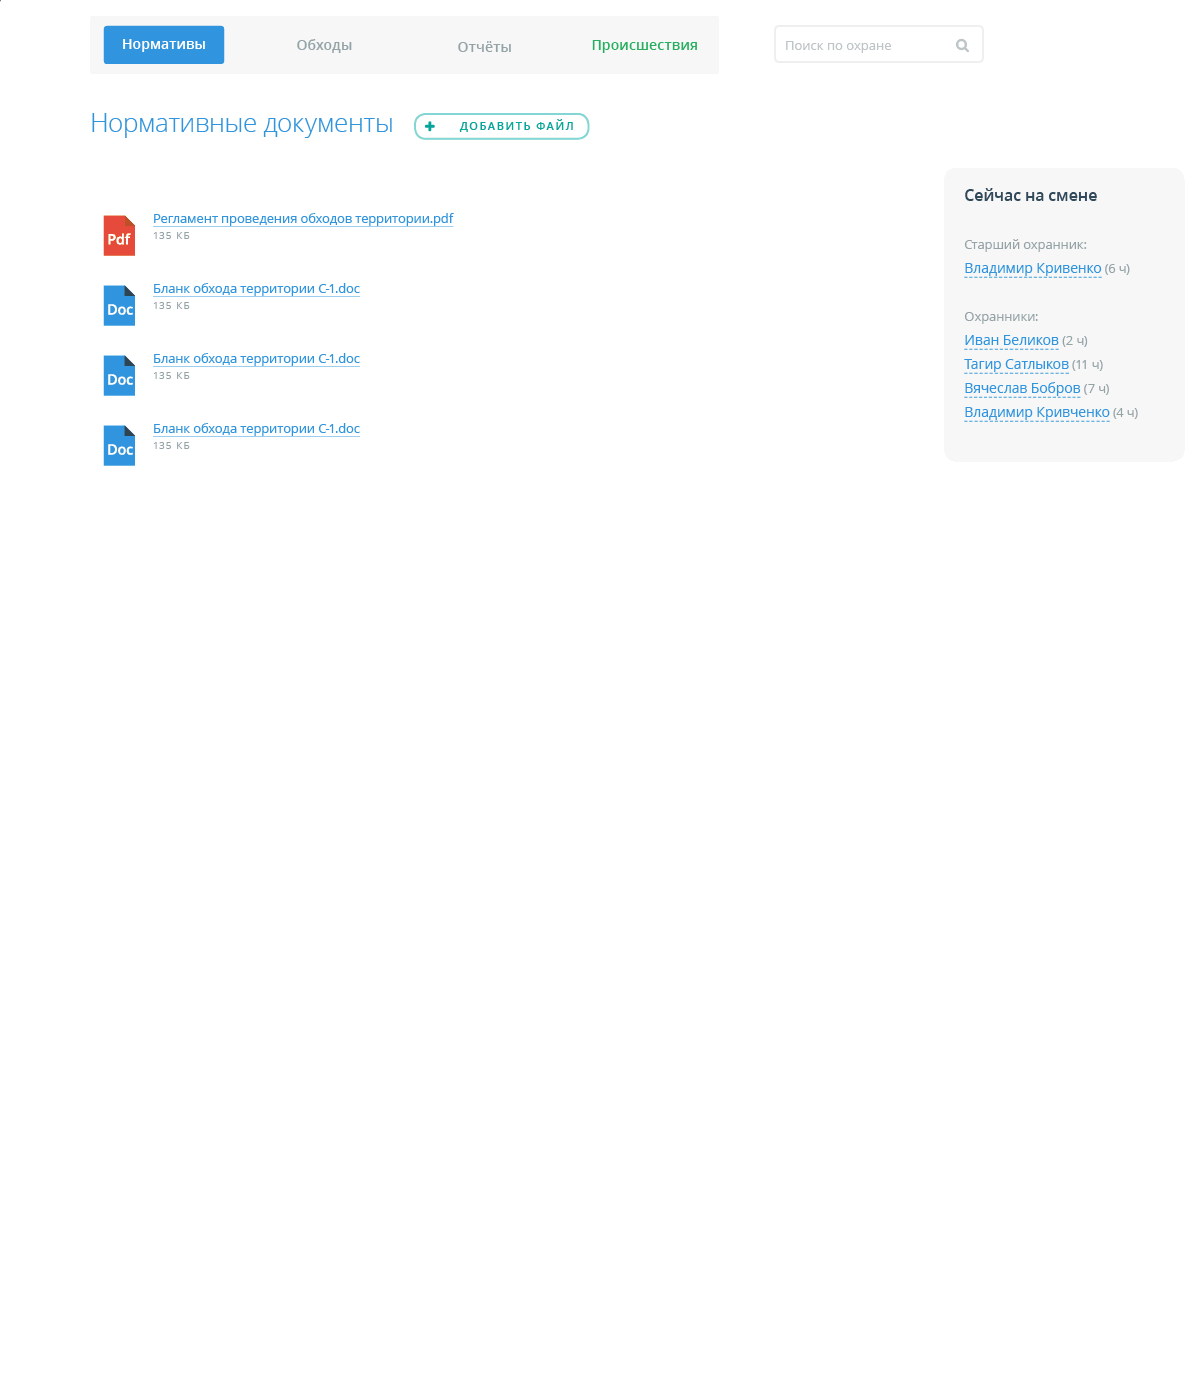 Нормативы
Обходы
Отчёты
Происшествия
Поиск по охране
Нормативные документы
ДОБАВИТЬ ФАЙЛ
Pdf
Регламент проведения обходов территории.pdf
135 КБ
Doc
Бланк обхода территории С-1.doc
135 КБ
Doc
Бланк обхода территории С-1.doc
135 КБ
Doc
Бланк обхода территории С-1.doc
135 КБ
Сейчас на смене
Старший охранник:
Владимир Кривенко (6 ч)
Охранники:
Иван Беликов (2 ч)
Тагир Сатлыков (11 ч)
Вячеслав Бобров (7 ч)
Владимир Кривченко (4 ч)